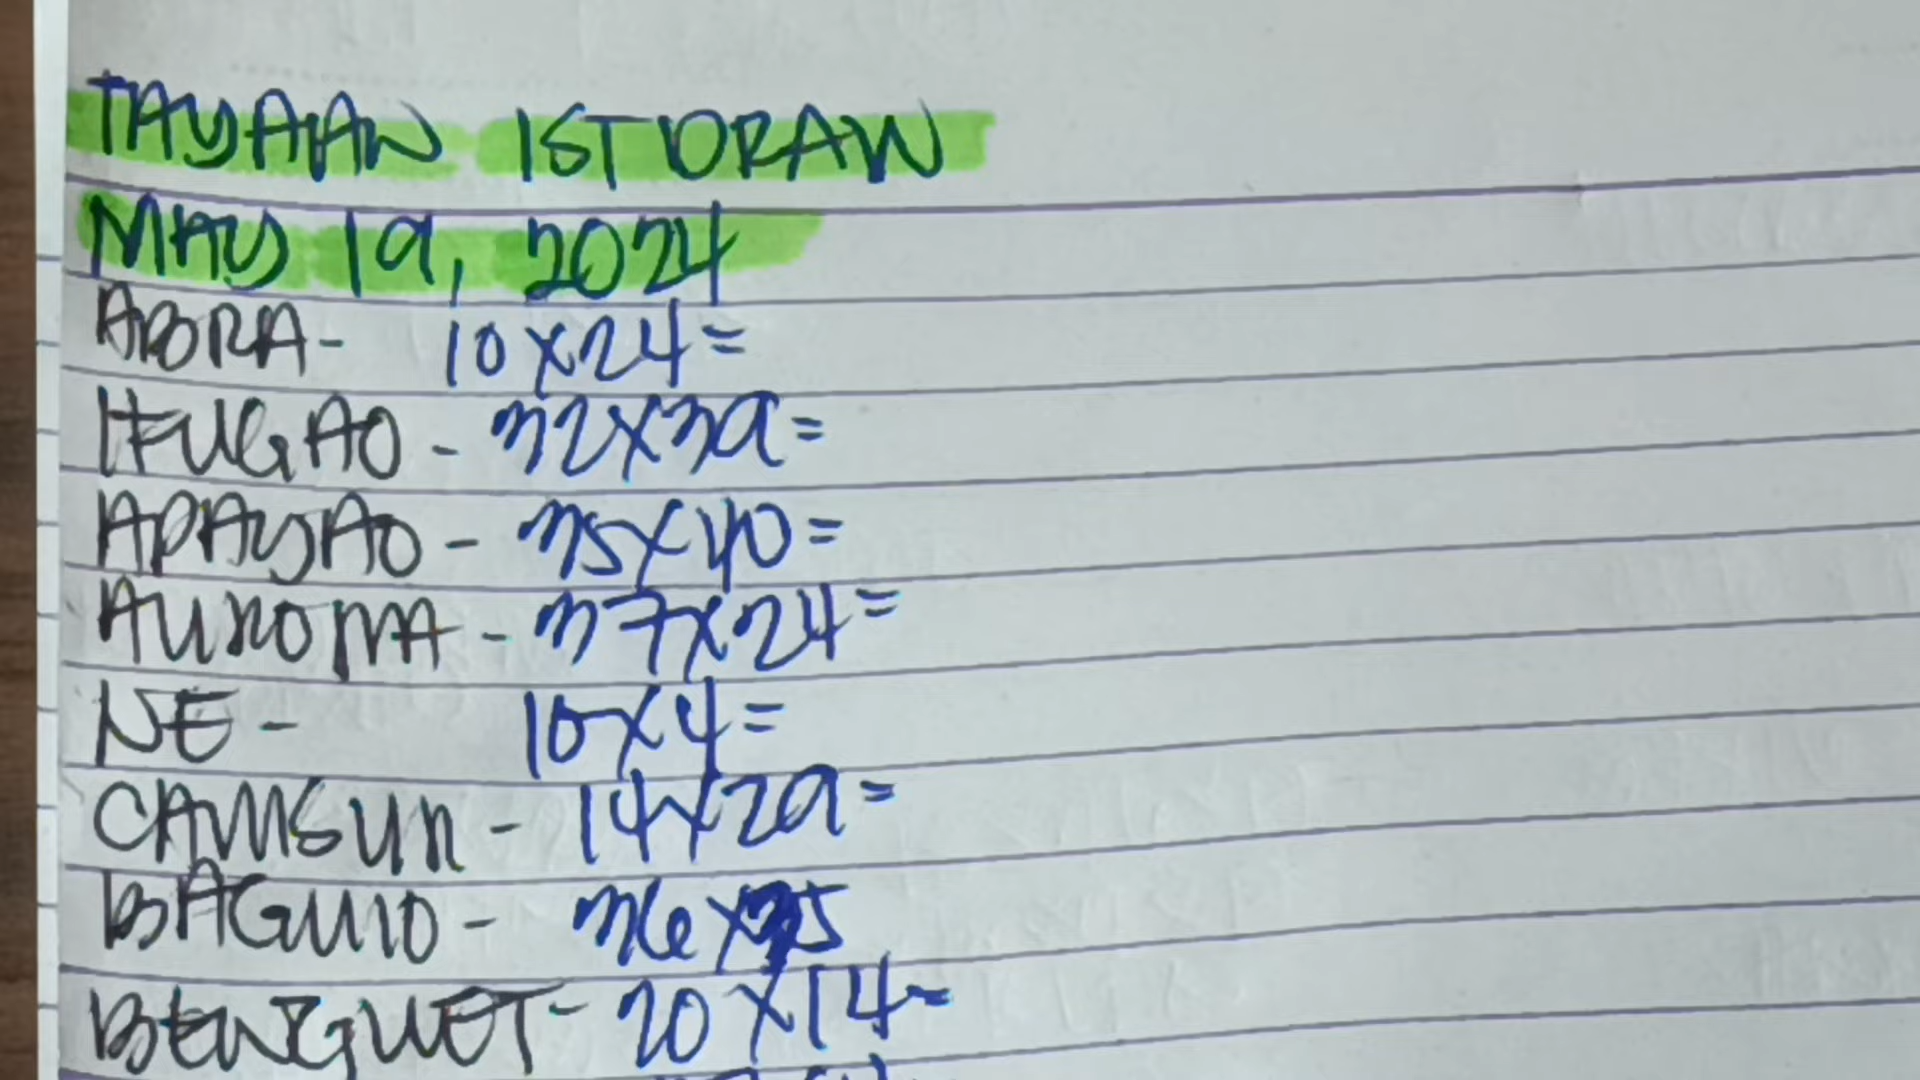 TAYAAN 1ST DRAW
MAY 19, 2024
ABRA- 10x24=
IFUGAO - 32x39=
APAYAO - 35x40=
AURORA - 37x24=
NE - 10x4=
CAMSUR - 14x29=
BAGUIO - 36x35
BENGUET- 20x14=